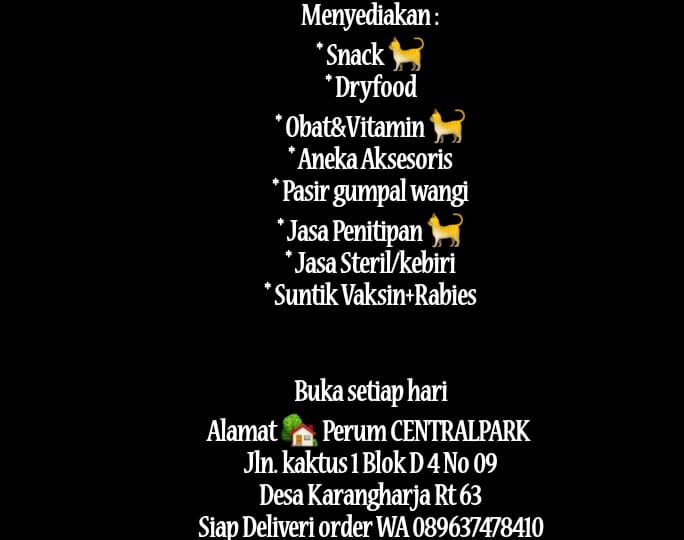 Menyediakan :
* Snack 🐈
* Dryfood
* Obat&Vitamin 🐈
* Aneka Aksesoris
* Pasir gumpal wangi
* Jasa Penitipan 🐈
* Jasa Steril/kebiri
* Suntik Vaksin+Rabies
Buka setiap hari
Alamat 🏡 Perum CENTRALPARK
Jln. kaktus 1 Blok D 4 No 09
Desa Karangharja Rt 63
Siap Deliveri order WA 089637478410